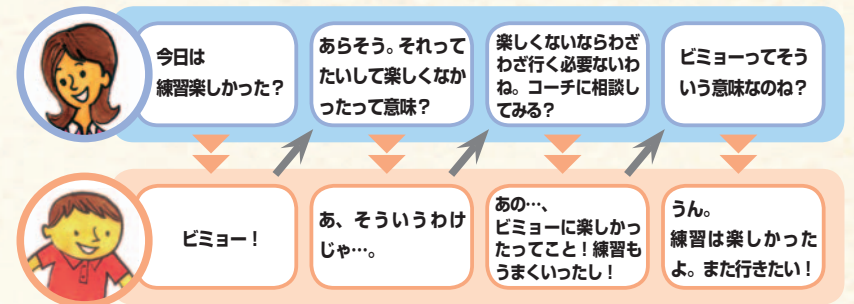 今日は
練習楽しかった？
ビミョー！
あらそう。それって
たいして楽しくなか
ったって意味？
あ、そういうわけ
じゃ…。
楽しくないならわざ
わざ行く必要ないわ
ね。コーチに相談し
てみる？
あの…、
ビミョーに楽しかっ
たってこと！練習も
うまくいったし！
ビミョーってそう
いう意味なのね？
うん。
練習は楽しかった
よ。また行きたい！